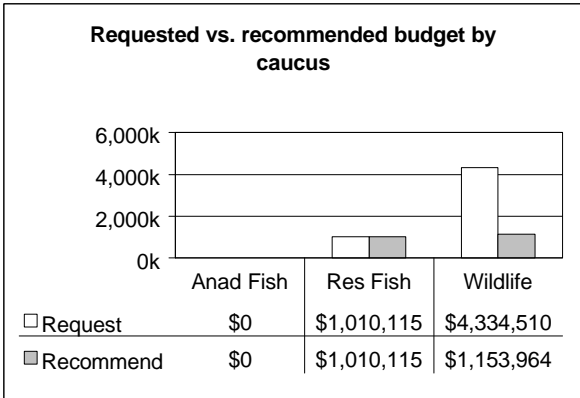 Requested vs. recommended budget by
caucus
6,000k
4,000k
2,000k
0k
Anad Fish Res Fish Wildlife
Request $0 $1,010,115 $4,334,510
Recommend $0 $1,010,115 $1,153,964